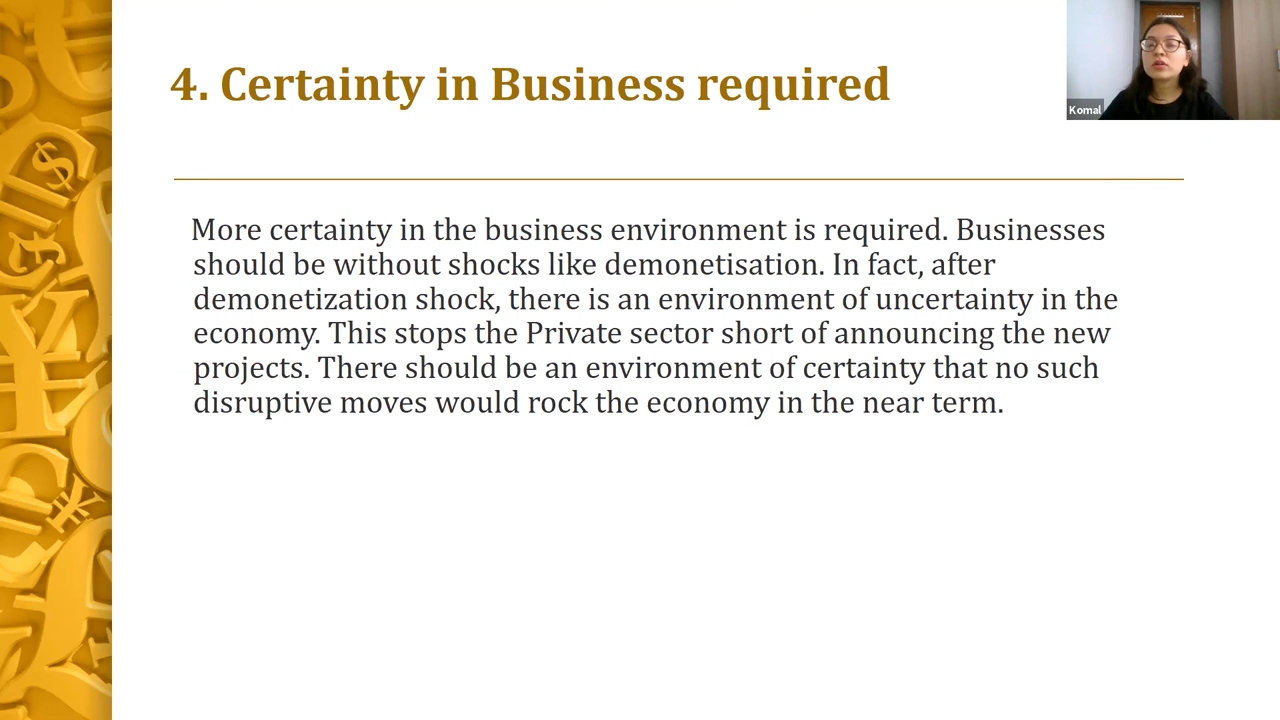 4. Certainty in Business required
Komal
More certainty in the business environment is required. Businesses
should be without shocks like demonetisation. In fact, after
demonetization shock, there is an environment of uncertainty in the
economy. This stops the Private sector short of announcing the new
projects. There should be an environment of certainty that no such
disruptive moves would rock the economy in the near term.